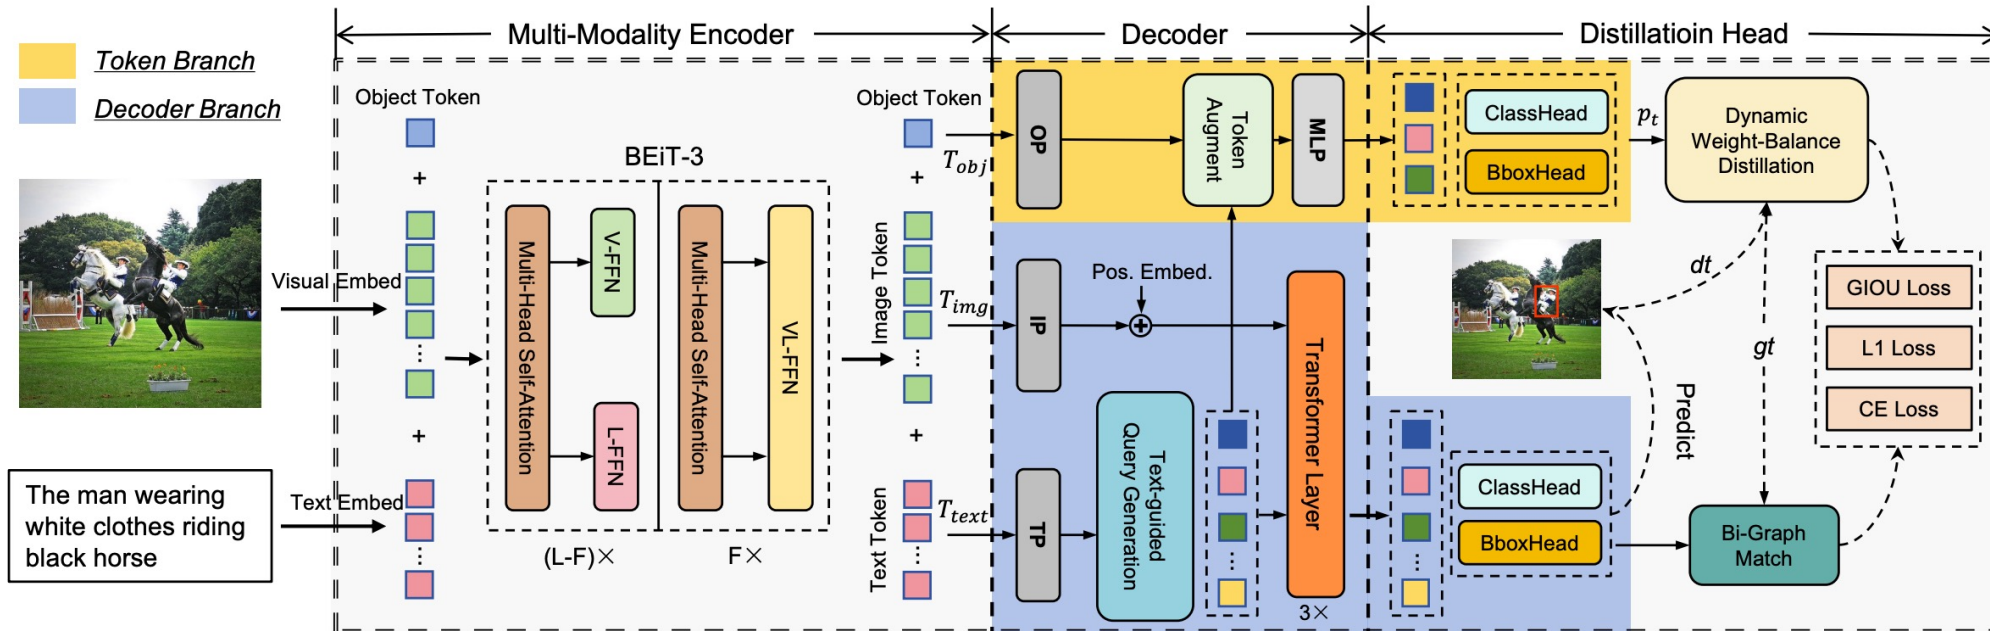 Token Branch
Decoder Branch
Multi-Modality Encoder
Decoder
Distillatioin Head
Object Token
BEiT-3
Multi-Head Self-Attention
V-FFN
L-FFN
Multi-Head Self-Attention
VL-FFN
(L-F)×
F×
Visual Embed
Text Embed
The man wearing
white clothes riding
black horse
Object Token
Image Token
Text Token
T_obj
T_img
T_text
OP
IP
TP
Token
Augment
MLP
Pos. Embed.
Text-guided
Query Generation
Transformer Layer
3×
ClassHead
BboxHead
p_t
Dynamic
Weight-Balance
Distillation
dt
gt
Predict
GIOU Loss
L1 Loss
CE Loss
ClassHead
BboxHead
Bi-Graph
Match